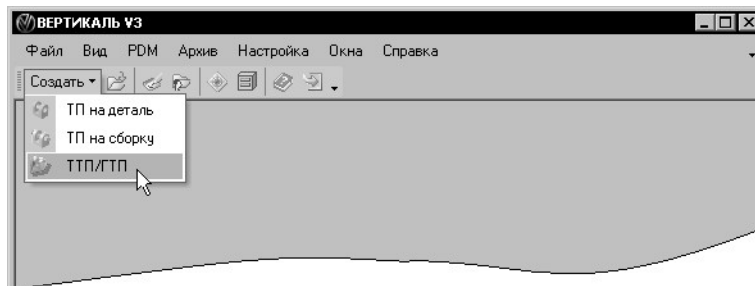 ВЕРТИКАЛЬ V3
Файл Вид PDM Архив Настройка Окна Справка
Создать
ТП на деталь
ТП на сборку
ТТП/ГТП